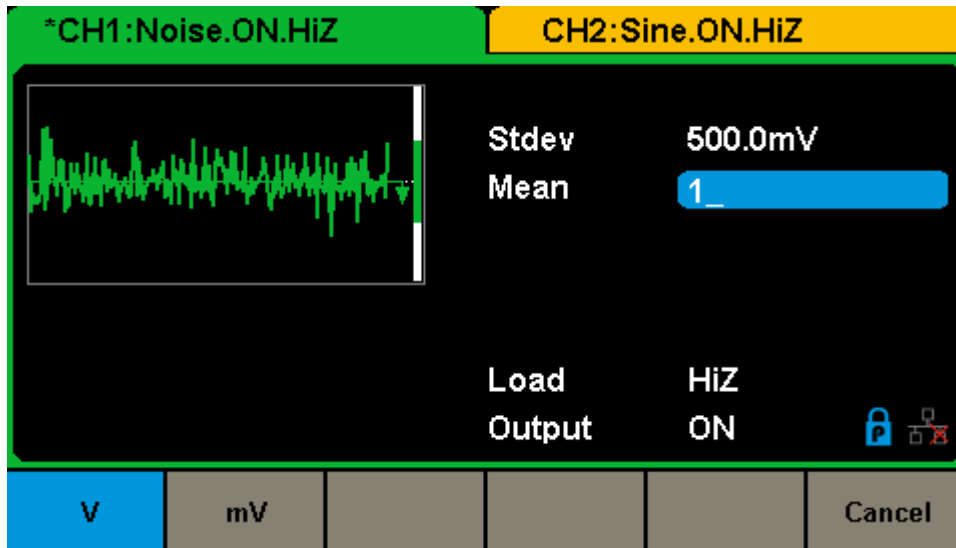 *CH1:Noise.ON.HiZ CH2:Sine.ON.HiZ
Stdev 500.0mV
Mean 1_
Load HiZ
Output ON P
V mV Cancel